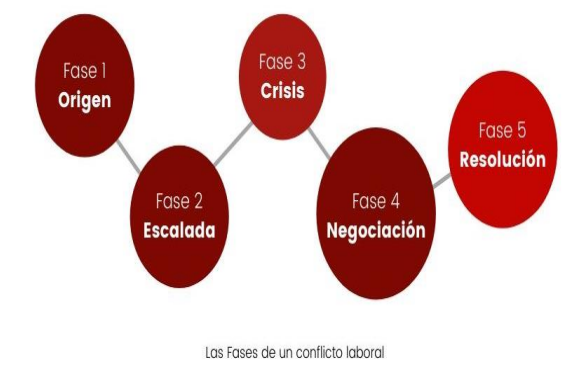 Fase 1
Origen
Fase 2
Escalada
Fase 3
Crisis
Fase 4
Negociación
Fase 5
Resolución
Las Fases de un conflicto laboral